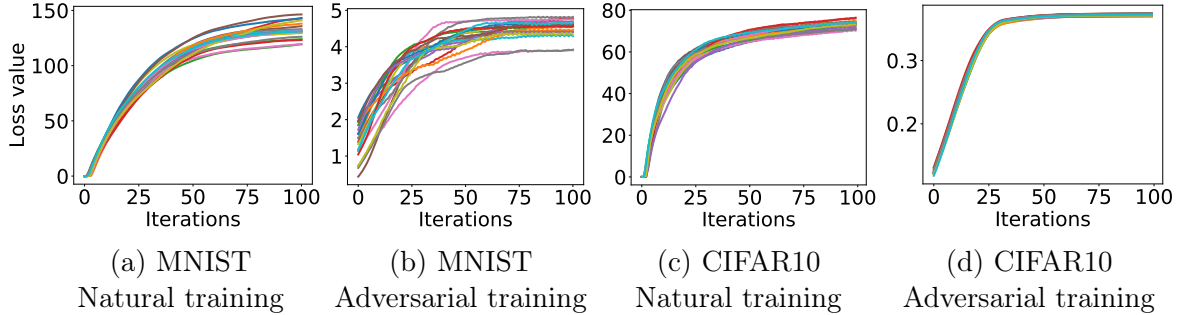 Loss value
150
100
50
0
0 25 50 75 100
Iterations
(a) MNIST
Natural training
5
4
3
2
1
0 25 50 75 100
Iterations
(b) MNIST
Adversarial training
80
60
40
20
0
0 25 50 75 100
Iterations
(c) CIFAR10
Natural training
0.3
0.2
0 25 50 75 100
Iterations
(d) CIFAR10
Adversarial training